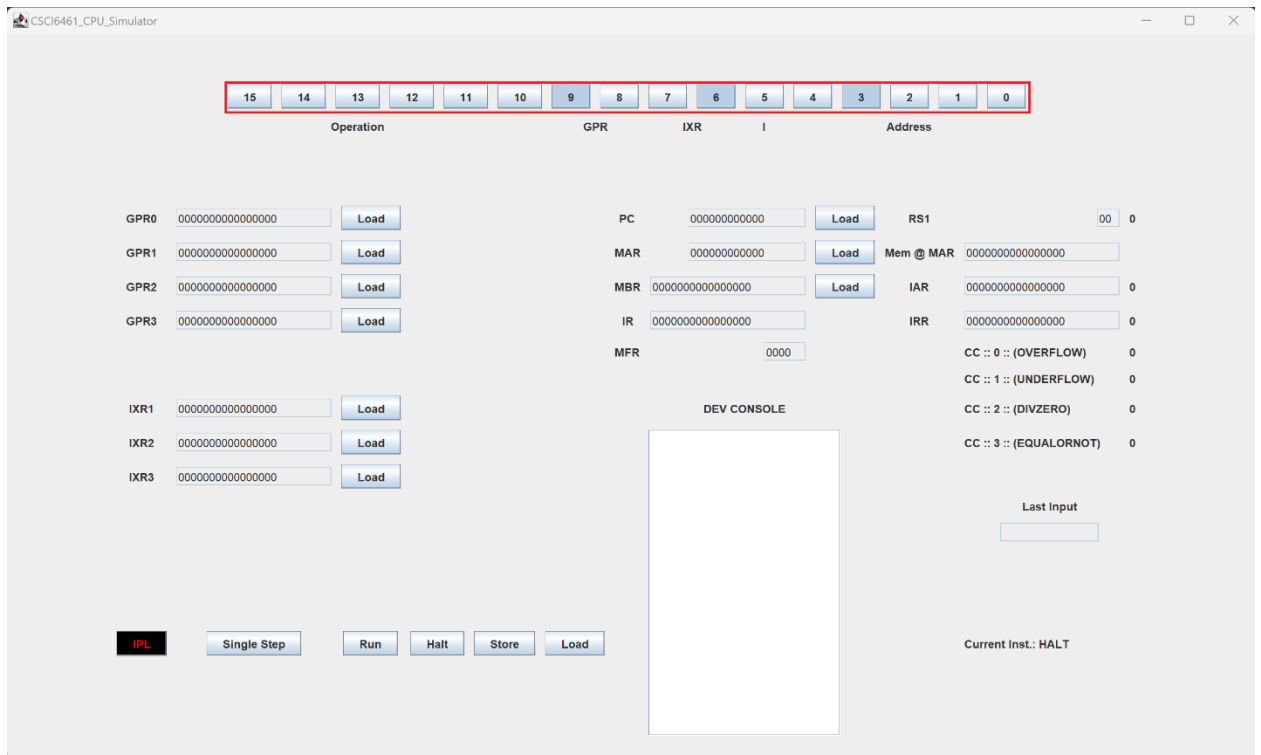 CSCI6461_CPU_Simulator
15 14 13 12 11 10 9 8 7 6 5 4 3 2 1 0
Operation GPR IXR I Address
GPR0 0000000000000000 Load PC 000000000000 Load RS1 00 0
GPR1 0000000000000000 Load MAR 000000000000 Load Mem @ MAR 0000000000000000
GPR2 0000000000000000 Load MBR 0000000000000000 Load IAR 0000000000000000 0
GPR3 0000000000000000 Load IR 0000000000000000 IRR 0000000000000000 0
MFR 0000 CC :: 0 :: (OVERFLOW) 0
CC :: 1 :: (UNDERFLOW) 0
IXR1 0000000000000000 Load DEV CONSOLE CC :: 2 :: (DIVZERO) 0
IXR2 0000000000000000 Load CC :: 3 :: (EQUALORNOT) 0
IXR3 0000000000000000 Load
Last Input
IPL Single Step Run Halt Store Load Current Inst.: HALT